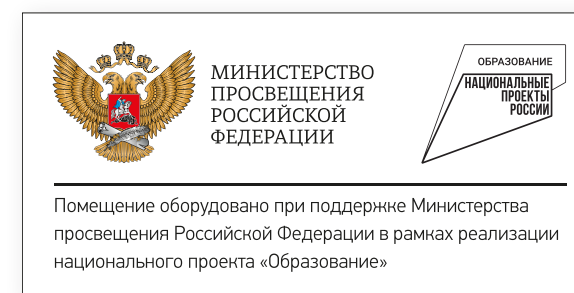 МИНИСТЕРСТВО
ПРОСВЕЩЕНИЯ
РОССИЙСКОЙ
ФЕДЕРАЦИИ
ОБРАЗОВАНИЕ
НАЦИОНАЛЬНЫЕ
ПРОЕКТЫ
РОССИИ
Помещение оборудовано при поддержке Министерства
просвещения Российской Федерации в рамках реализации
национального проекта «Образование»